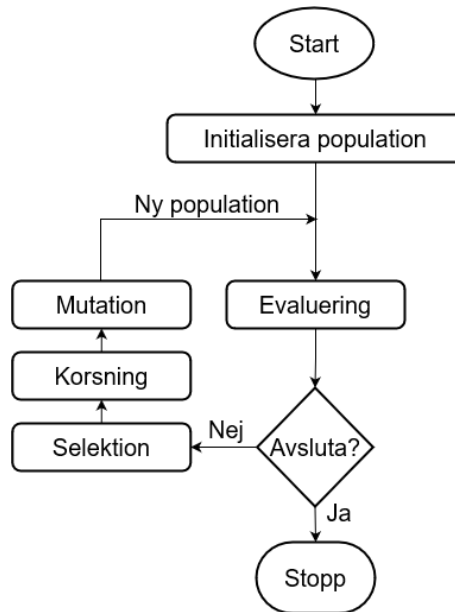 Start
Initialisera population
Ny population
Mutation
Evaluering
Korsning
Selektion
Nej
Avsluta?
Ja
Stopp